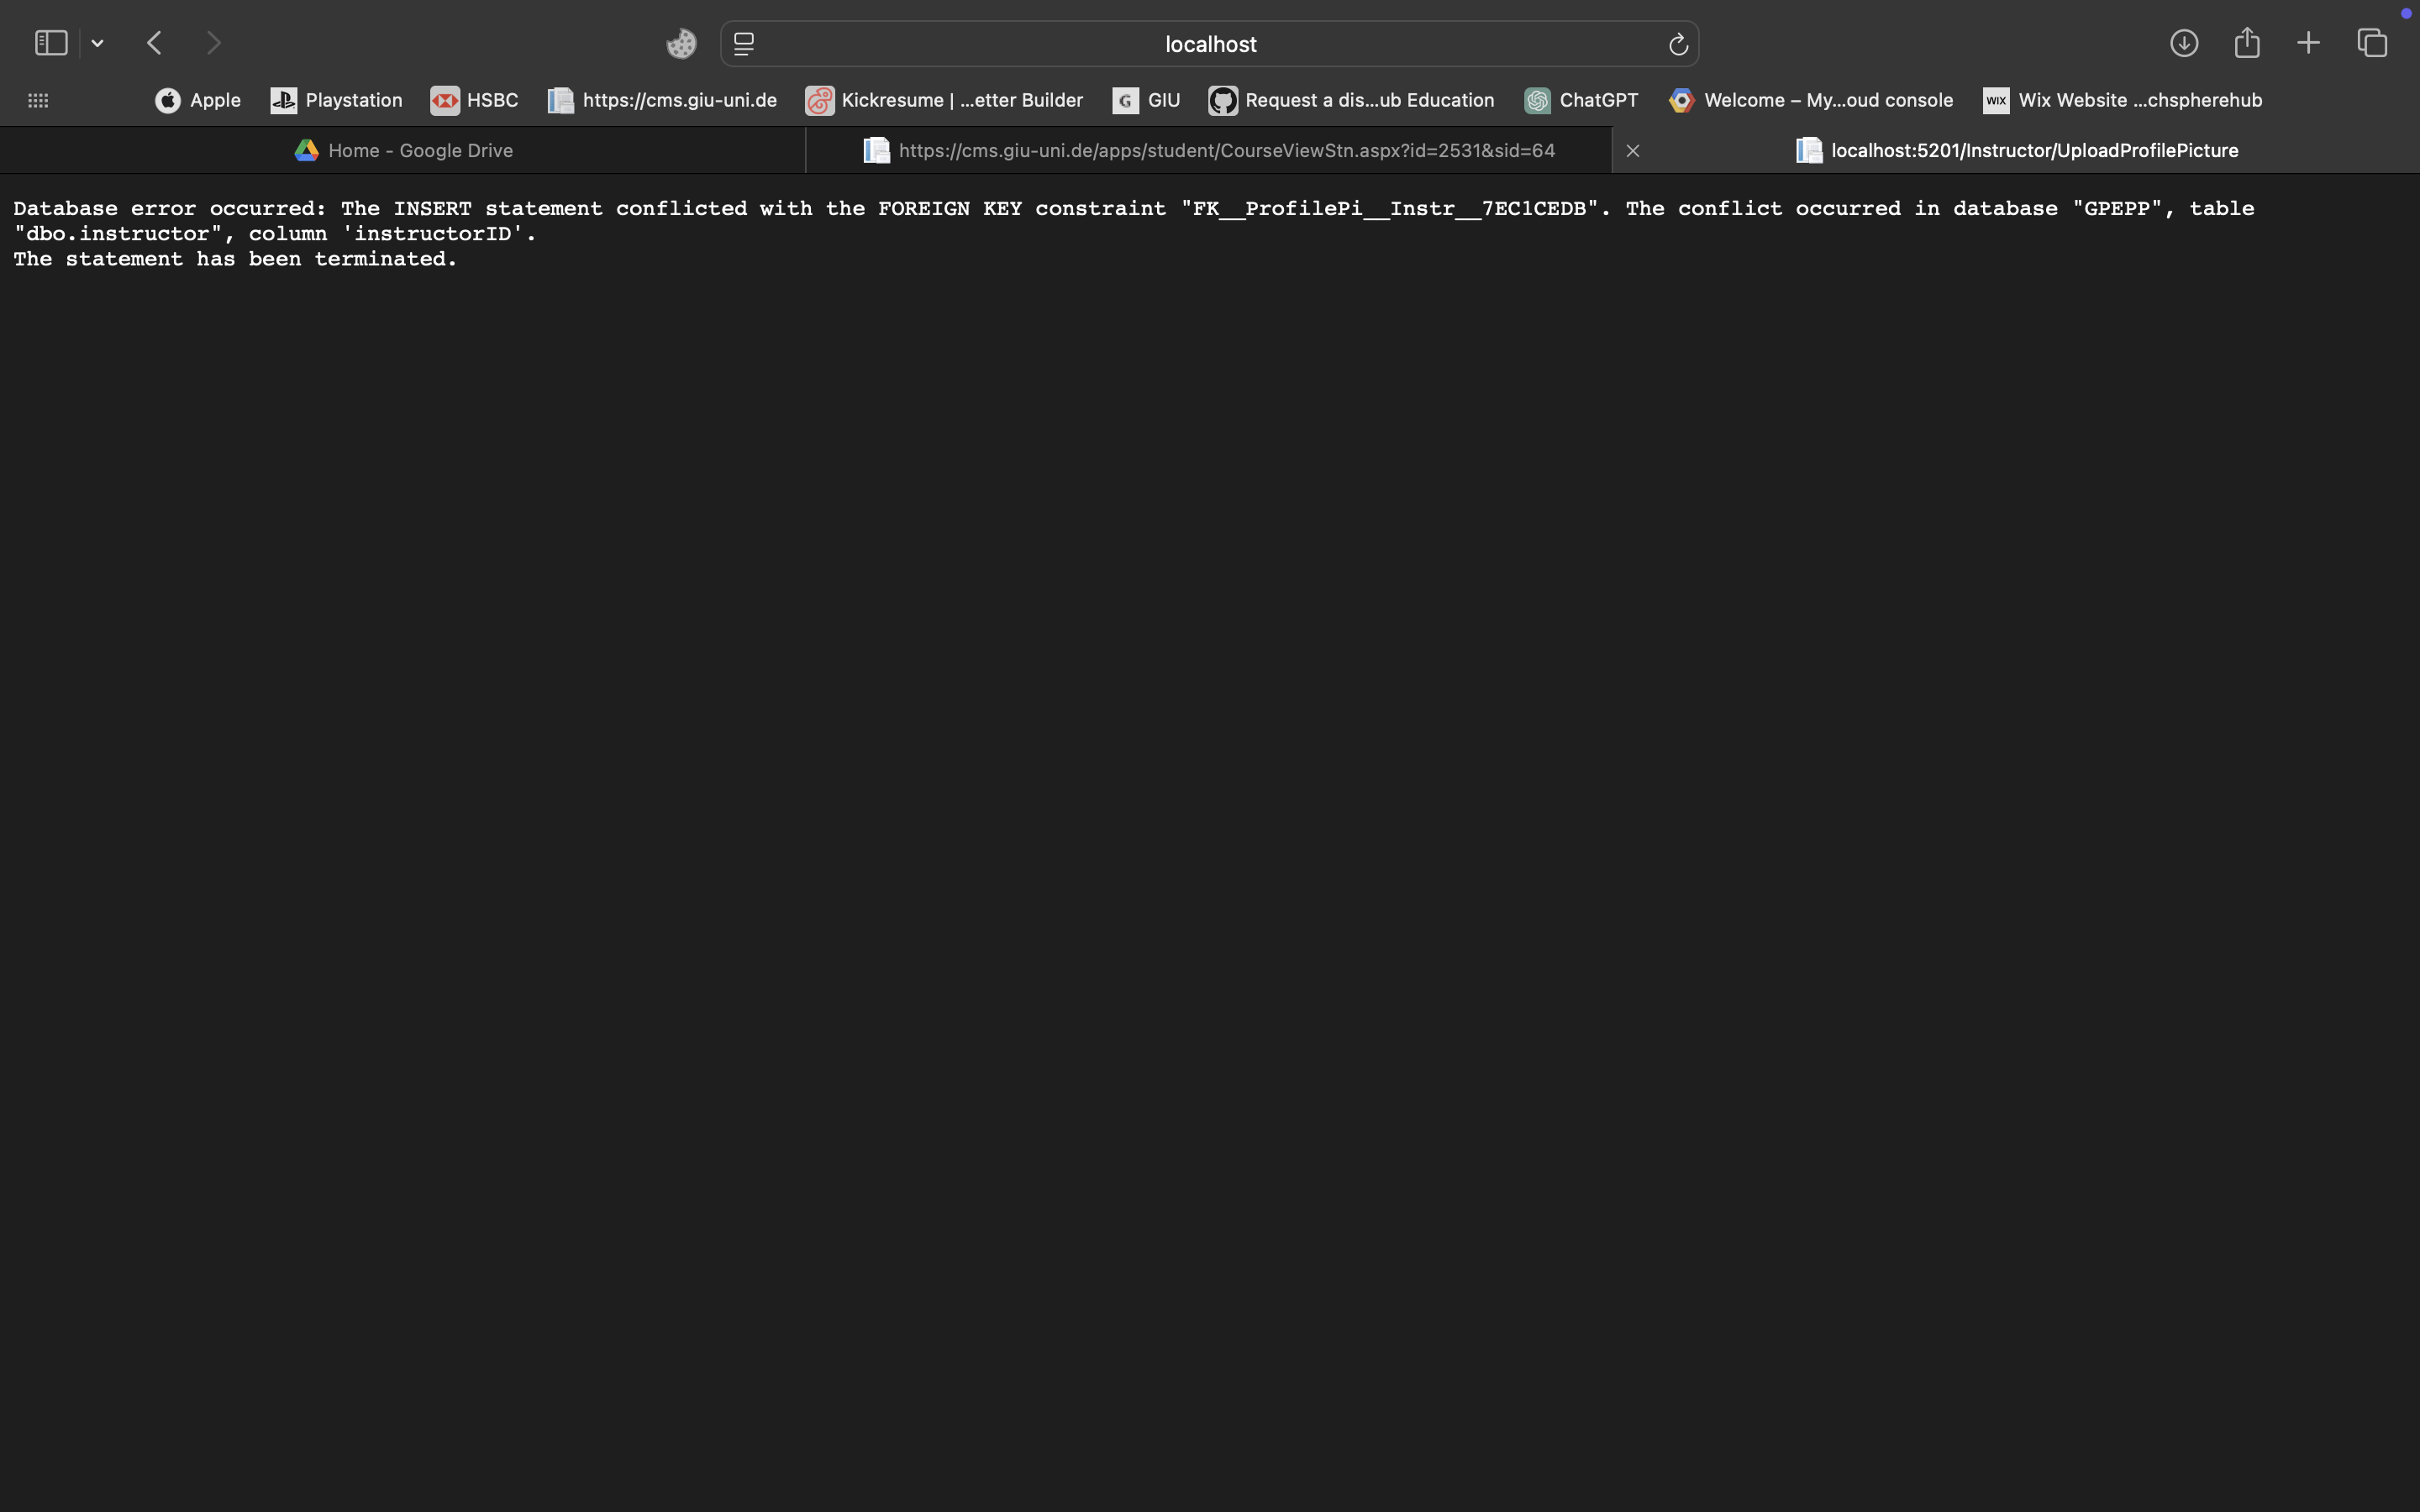 localhost
Apple Playstation HSBC https://cms.giu-uni.de Kickresume | ...etter Builder G GIU Request a dis...ub Education ChatGPT Welcome – My...oud console WIX Wix Website ...chspherehub
Home - Google Drive https://cms.giu-uni.de/apps/student/CourseViewStn.aspx?id=2531&sid=64 localhost:5201/Instructor/UploadProfilePicture
Database error occurred: The INSERT statement conflicted with the FOREIGN KEY constraint "FK__ProfilePi__Instr__7EC1CEDB". The conflict occurred in database "GPEPP", table
"dbo.instructor", column 'instructorID'.
The statement has been terminated.